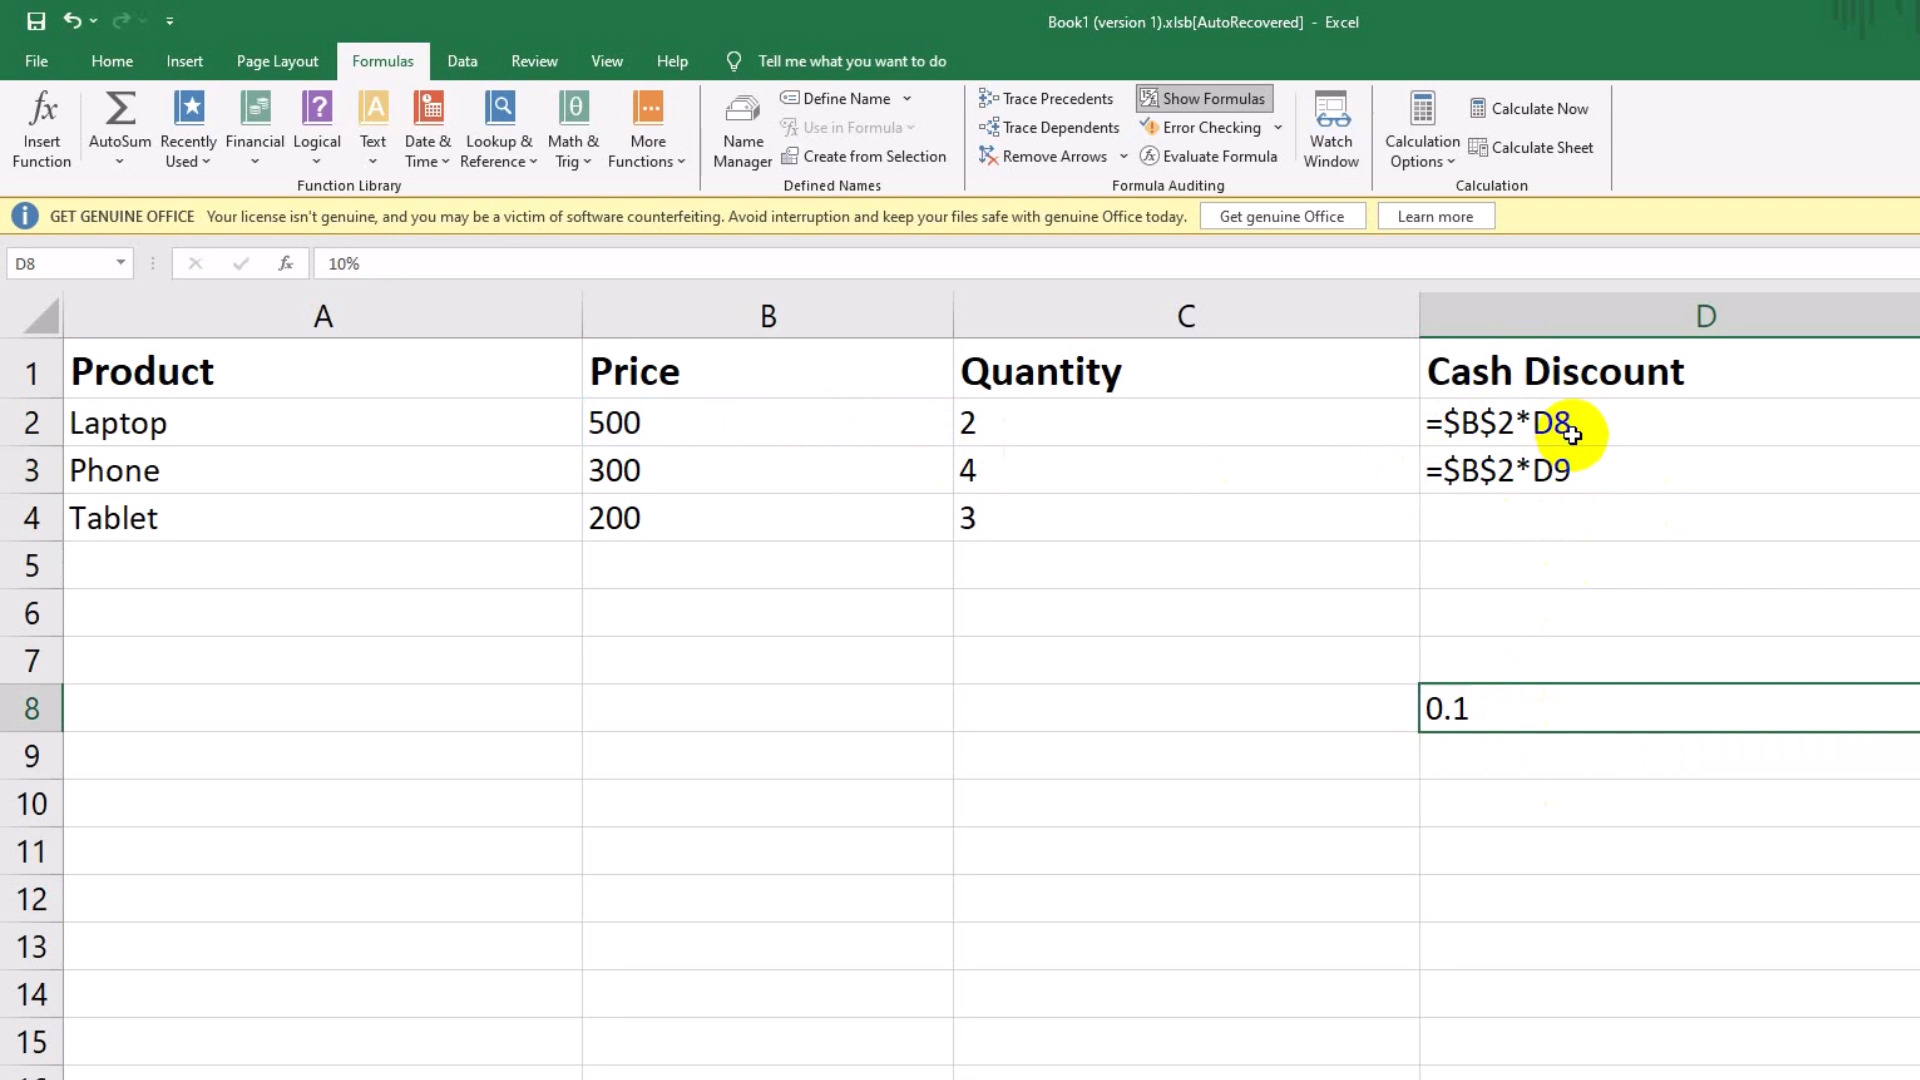 Book1 (version 1).xlsb[AutoRecovered] - Excel
File Home Insert Page Layout Formulas Data Review View Help Tell me what you want to do
fx Insert Function
Σ AutoSum
Recently Used
Financial
Logical
A Text
Date & Time
Lookup & Reference
θ Math & Trig
More Functions
Function Library
Name Manager
Define Name
Use in Formula
Create from Selection
Defined Names
Trace Precedents
Trace Dependents
Remove Arrows
Show Formulas
Error Checking
Evaluate Formula
Formula Auditing
Watch Window
Calculation Options
Calculate Now
Calculate Sheet
Calculation
GET GENUINE OFFICE Your license isn't genuine, and you may be a victim of software counterfeiting. Avoid interruption and keep your files safe with genuine Office today. Get genuine Office Learn more
D8 fx 10%
A B C D
1 Product Price Quantity Cash Discount
2 Laptop 500 2 =$B$2*D8
3 Phone 300 4 =$B$2*D9
4 Tablet 200 3
5
6
7
8 0.1
9
10
11
12
13
14
15